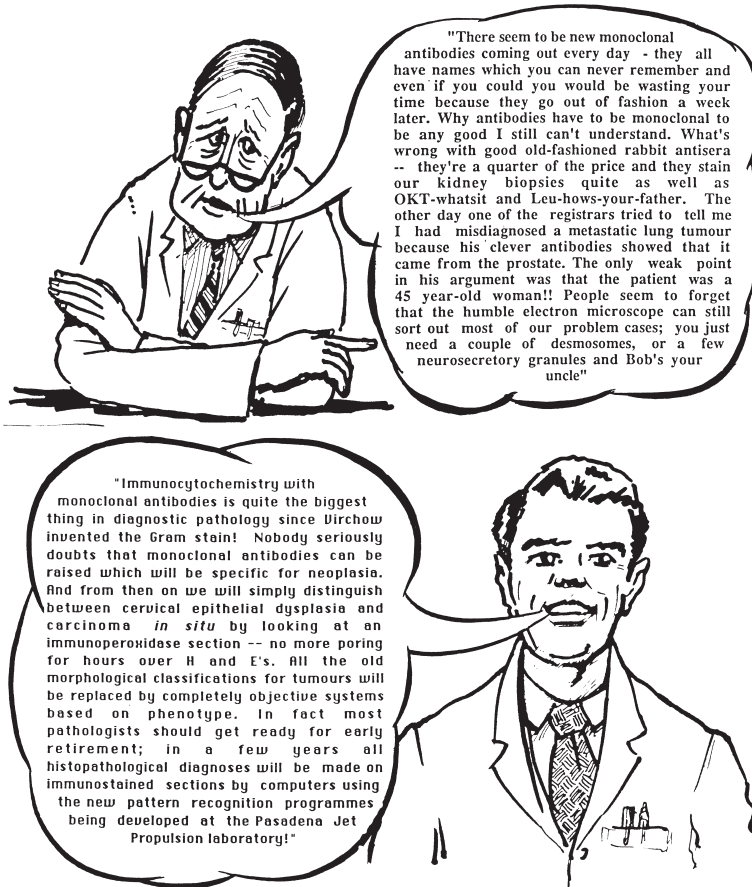 "There seem to be new monoclonal
antibodies coming out every day - they all
have names which you can never remember and
even if you could you would be wasting your
time because they go out of fashion a week
later. Why antibodies have to be monoclonal to
be any good I still can't understand. What's
wrong with good old-fashioned rabbit antisera
-- they're a quarter of the price and they stain
our kidney biopsies quite as well as
OKT-whatsit and Leu-hows-your-father. The
other day one of the registrars tried to tell me
I had misdiagnosed a metastatic lung tumour
because his clever antibodies showed that it
came from the prostate. The only weak point
in his argument was that the patient was a
45 year-old woman!! People seem to forget
that the humble electron microscope can still
sort out most of our problem cases; you just
need a couple of desmosomes, or a few
neurosecretory granules and Bob's your
uncle"
"Immunocytochemistry with
monoclonal antibodies is quite the biggest
thing in diagnostic pathology since Virchow
invented the Gram stain! Nobody seriously
doubts that monoclonal antibodies can be
raised which will be specific for neoplasia.
And from then on we will simply distinguish
between cervical epithelial dysplasia and
carcinoma in situ by looking at an
immunoperoxidase section -- no more poring
for hours over H and E's. All the old
morphological classifications for tumours will
be replaced by completely objective systems
based on phenotype. In fact most
pathologists should get ready for early
retirement; in a few years all
histopathological diagnoses will be made on
immunostained sections by computers using
the new pattern recognition programmes
being developed at the Pasadena Jet
Propulsion laboratory!"